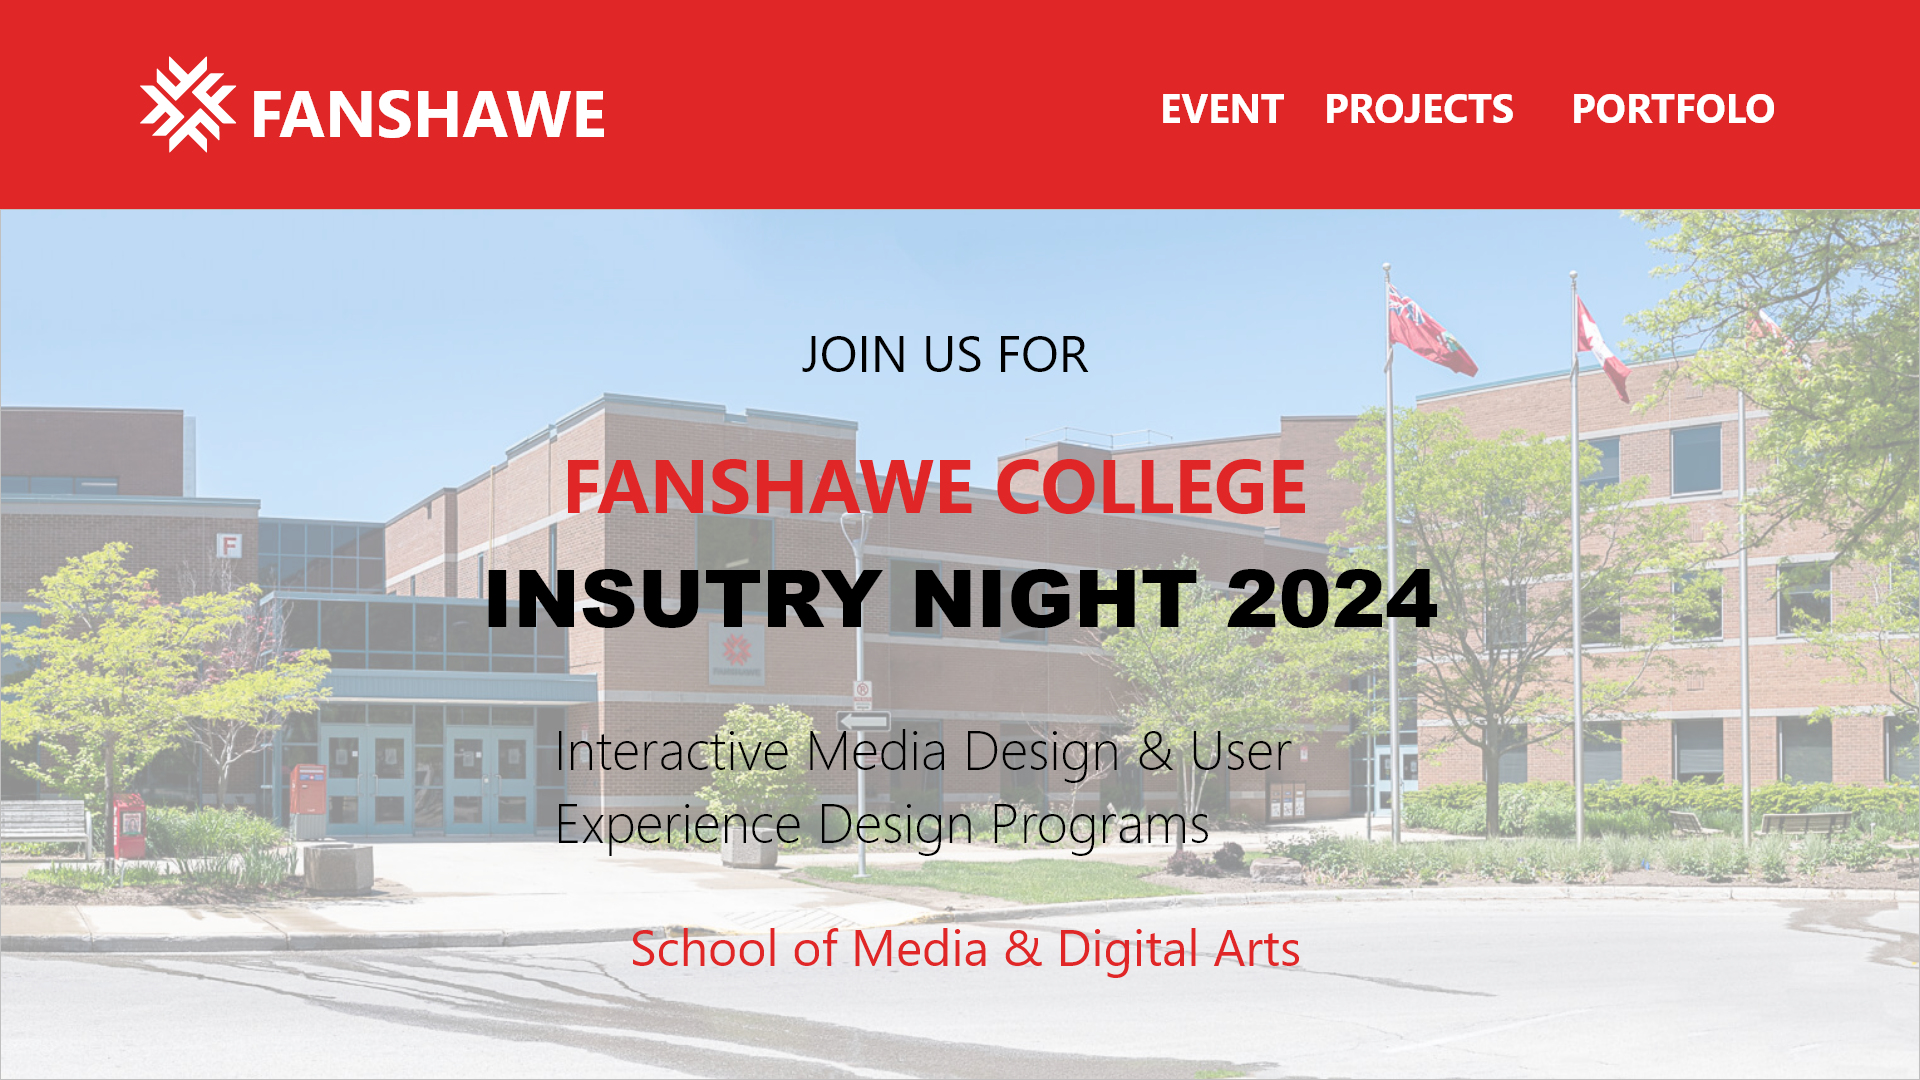 FANSHAWE
EVENT PROJECTS PORTFOLO
JOIN US FOR
FANSHAWE COLLEGE
INSUTRY NIGHT 2024
F
FANSHAWE
Interactive Media Design & User
Experience Design Programs
School of Media & Digital Arts